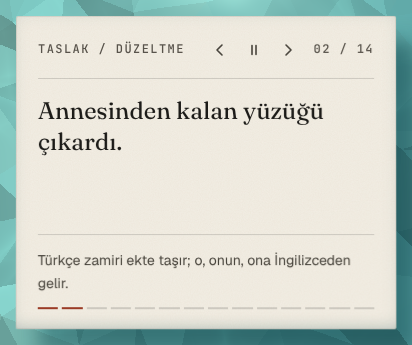 TASLAK / DÜZELTME 02 / 14
Annesinden kalan yüzüğü
çıkardı.
Türkçe zamiri ekte taşır; o, onun, ona İngilizceden
gelir.